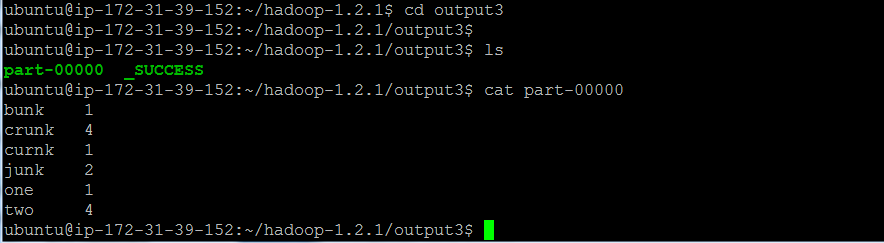 ubuntu@ip-172-31-39-152:~/hadoop-1.2.1$ cd output3
ubuntu@ip-172-31-39-152:~/hadoop-1.2.1/output3$
ubuntu@ip-172-31-39-152:~/hadoop-1.2.1/output3$ ls
part-00000  _SUCCESS
ubuntu@ip-172-31-39-152:~/hadoop-1.2.1/output3$ cat part-00000
bunk    1
crunk   4
curnk   1
junk    2
one     1
two     4
ubuntu@ip-172-31-39-152:~/hadoop-1.2.1/output3$